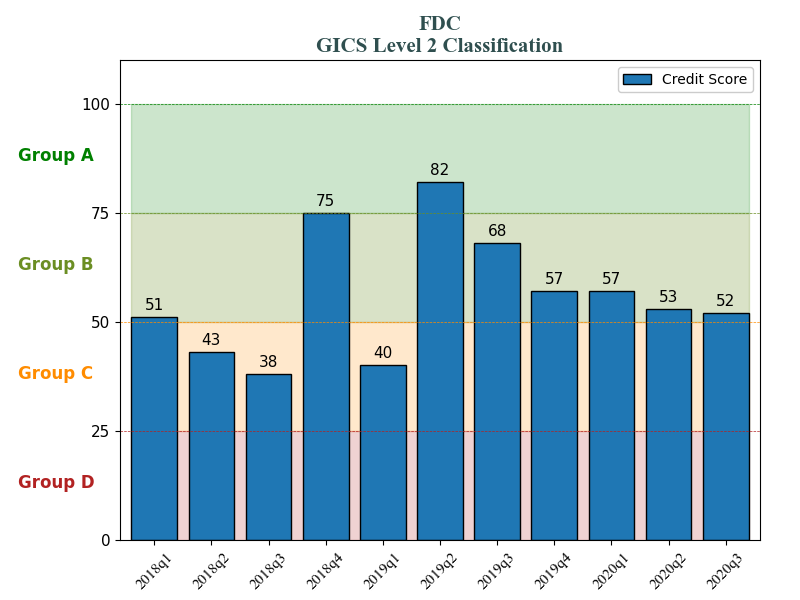 FDC
GICS Level 2 Classification
Credit Score
100
Group A
82
75
75
68
Group B
57
57
53
52
51
50
43
40
38
Group C
25
Group D
0
2018q1
2018q2
2018q3
2018q4
2019q1
2019q2
2019q3
2019q4
2020q1
2020q2
2020q3